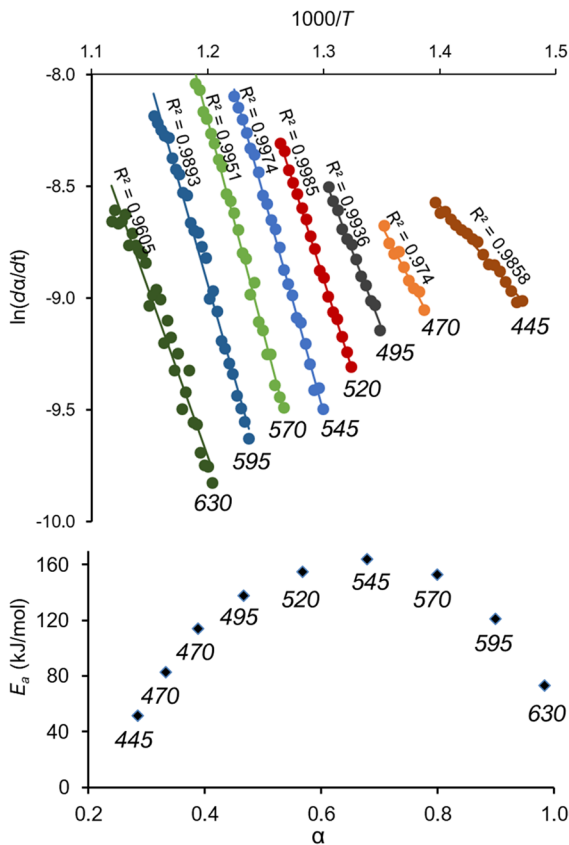 1000/T
1.1 1.2 1.3 1.4 1.5
-8.0
-8.5
-9.0
-9.5
-10.0
ln(dα/dt)
R² = 0.9605
R² = 0.9893
R² = 0.9951
R² = 0.9974
R² = 0.9985
R² = 0.9936
R² = 0.974
R² = 0.9858
630
595
570
545
520
495
470
445
160
120
80
40
0
Eₐ (kJ/mol)
445
470
470
495
520
545
570
595
630
0.2 0.4 0.6 0.8 1.0
α